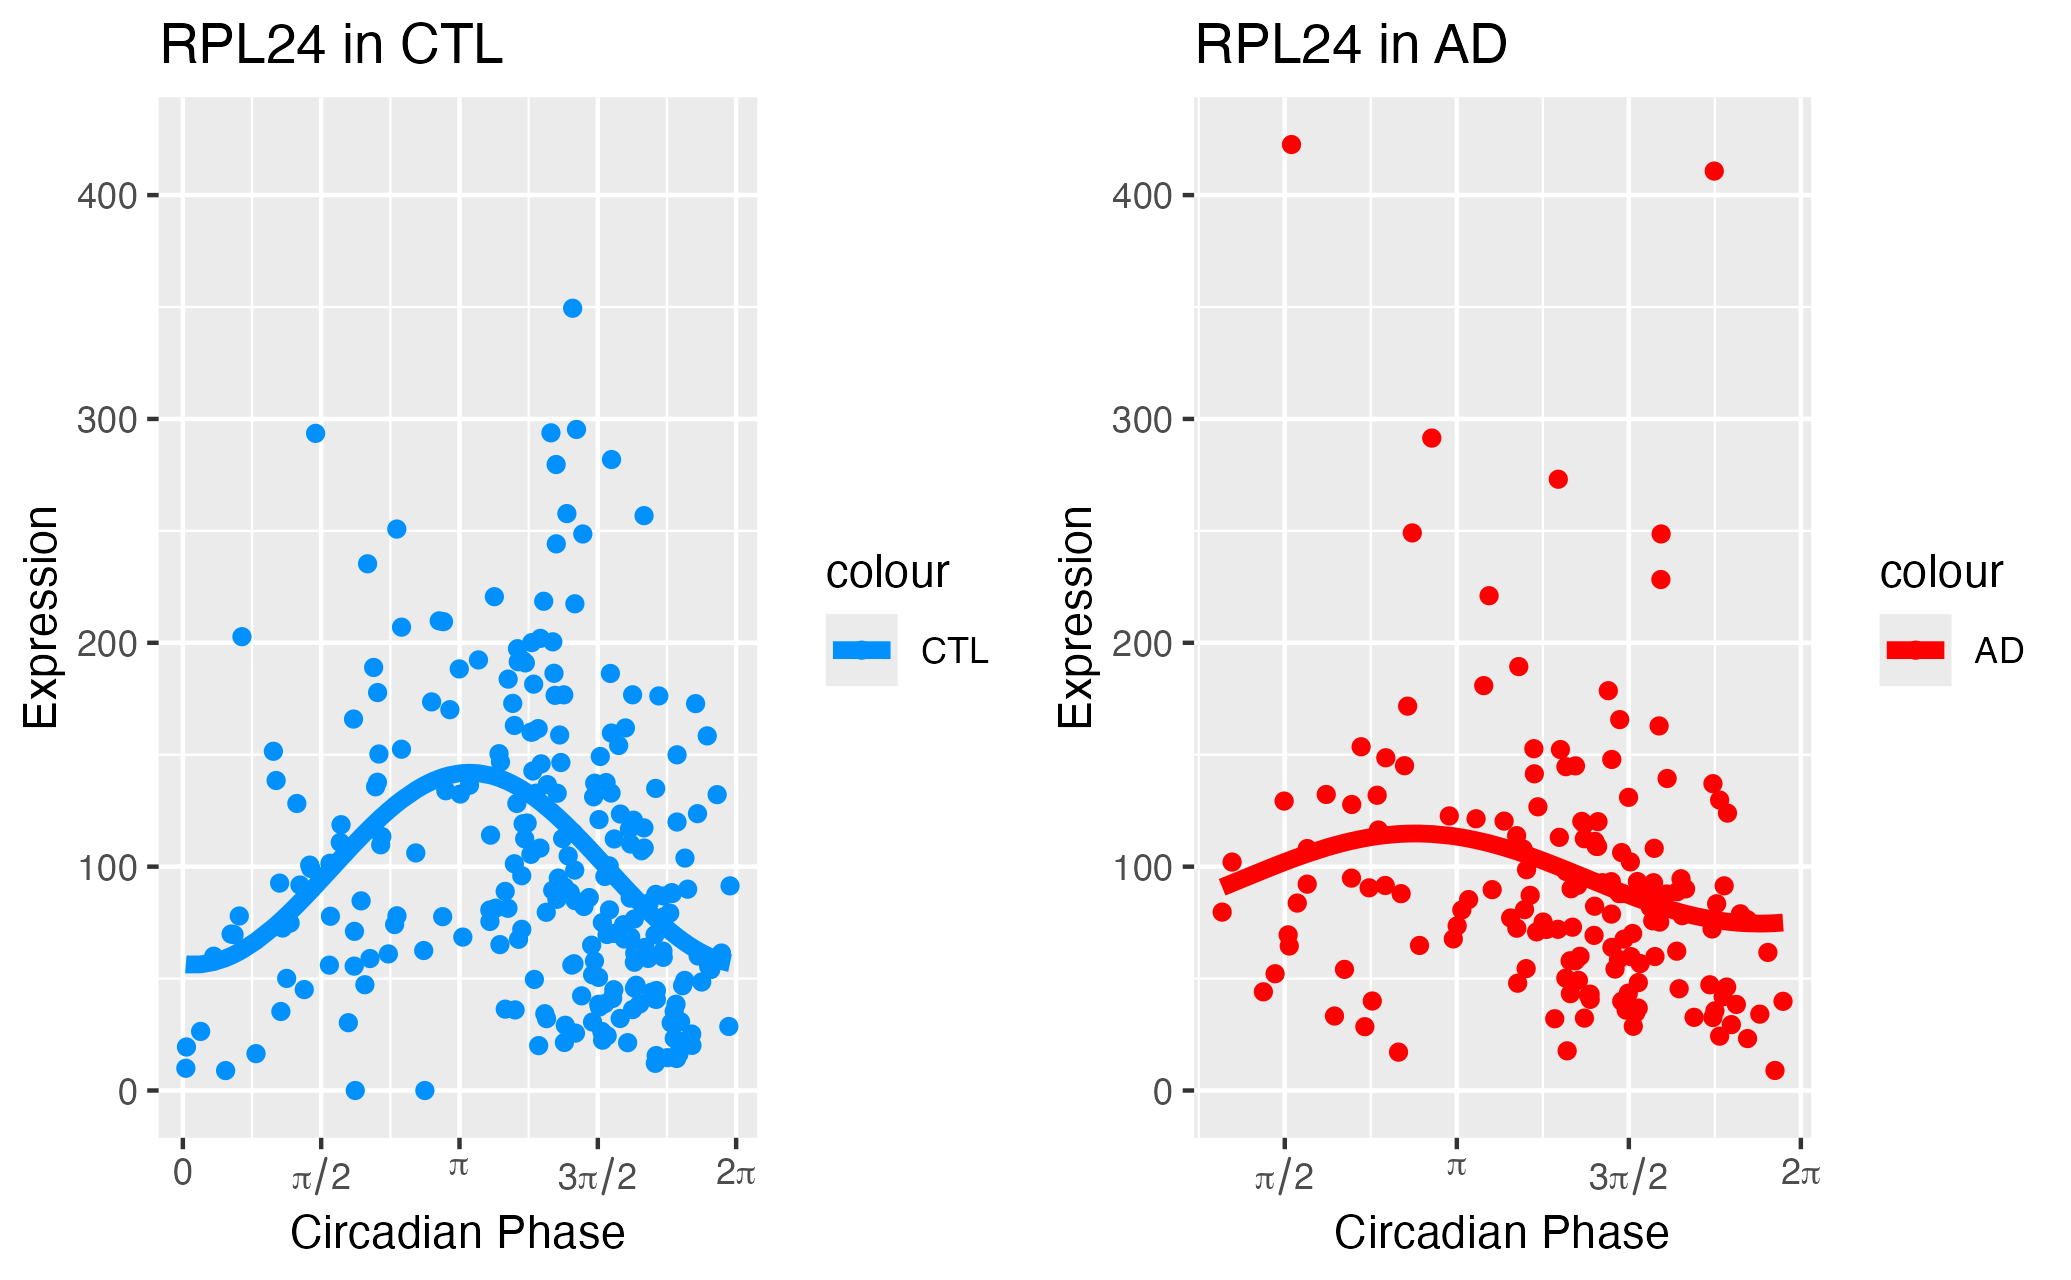 RPL24 in CTL
400
300
200
100
0
Expression
0
π/2
π
3π/2
2π
Circadian Phase
colour
CTL
RPL24 in AD
400
300
200
100
0
Expression
π/2
π
3π/2
2π
Circadian Phase
colour
AD